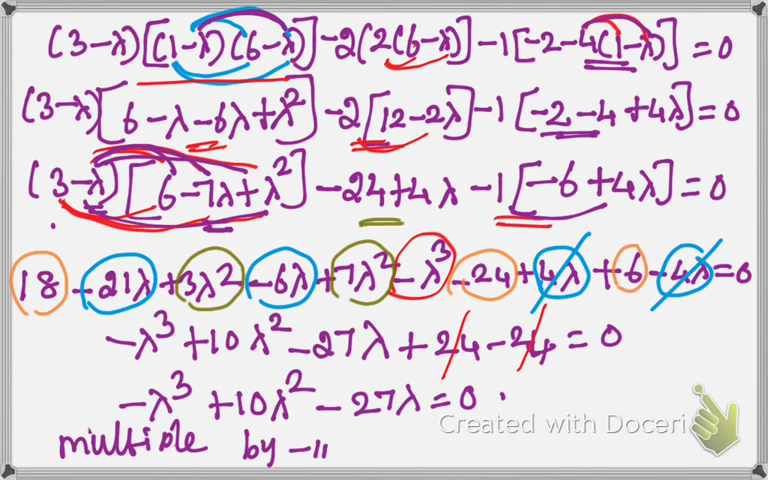 (3-λ)[(1-λ)(6-λ)]-2(2(6-λ)]-1[-2-4(1-λ)]=0
(3-λ)[6-λ-6λ+λ²]-2[12-2λ]-1[-2-4+4λ]=0
(3-λ)[6-7λ+λ²]-24+4λ-1[-6+4λ]=0
18-21λ+3λ²-6λ+7λ²-λ³-24+4λ+6-4λ=0
-λ³+10λ²-27λ+24-24=0
-λ³+10λ²-27λ=0.
Created with Doceri
multiple by -11